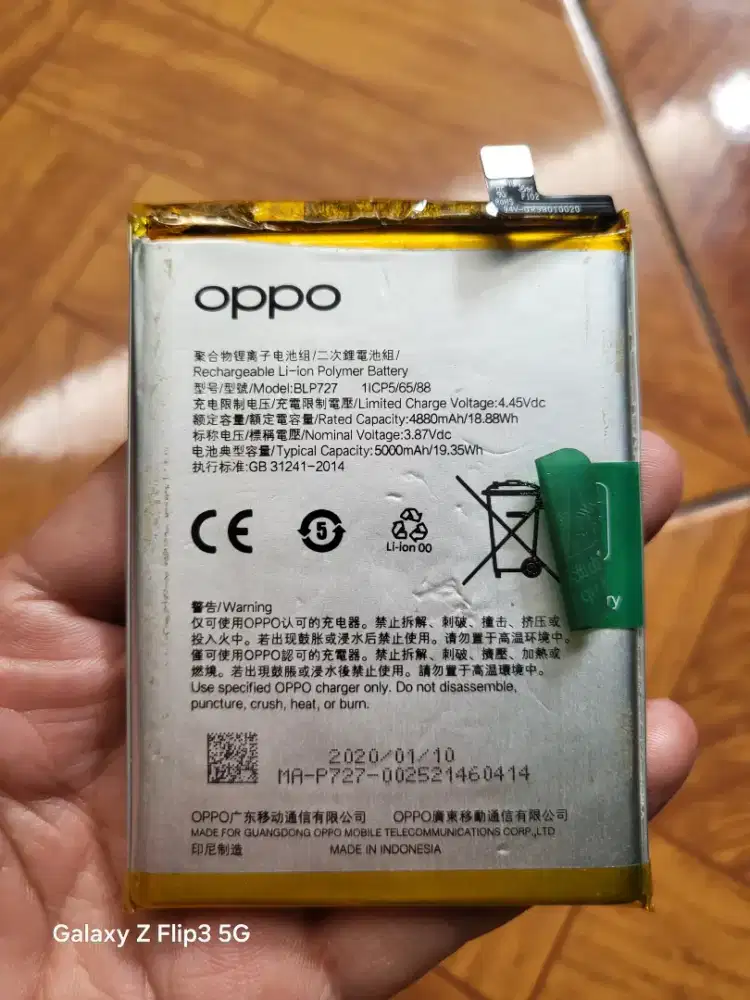 94V-0
oppo
聚合物锂离子电池组/二次鋰電池組/
Rechargeable Li-ion Polymer Battery
型号/型號/Model:BLP727 1ICP5/65/88
充电限制电压/充電限制電壓/Limited Charge Voltage:4.45Vdc
额定容量/額定電容量/Rated Capacity:4880mAh/18.88Wh
标称电压/標稱電壓/Nominal Voltage:3.87Vdc
电池典型容量/Typical Capacity:5000mAh/19.35Wh
执行标准:GB 31241-2014
CE
5
Li-ion 00
ry
警告/Warning
仅可使用OPPO认可的充电器。禁止拆解、刺破、撞击、挤压或
投入火中。若出现鼓胀或浸水后禁止使用。请勿置于高温环境中。
僅可使用OPPO認可的充電器。禁止拆解、刺破、擠壓、加熱或
燃燒。若出現鼓脹或浸水後禁止使用。請勿置於高溫環境中。
Use specified OPPO charger only. Do not disassemble,
puncture, crush, heat, or burn.
2020/01/10
MA-P727-002521460414
OPPO广东移动通信有限公司 OPPO廣東移動通信有限公司
MADE FOR GUANGDONG OPPO MOBILE TELECOMMUNICATIONS CORP.,LTD
印尼制造 MADE IN INDONESIA
Galaxy Z Flip3 5G